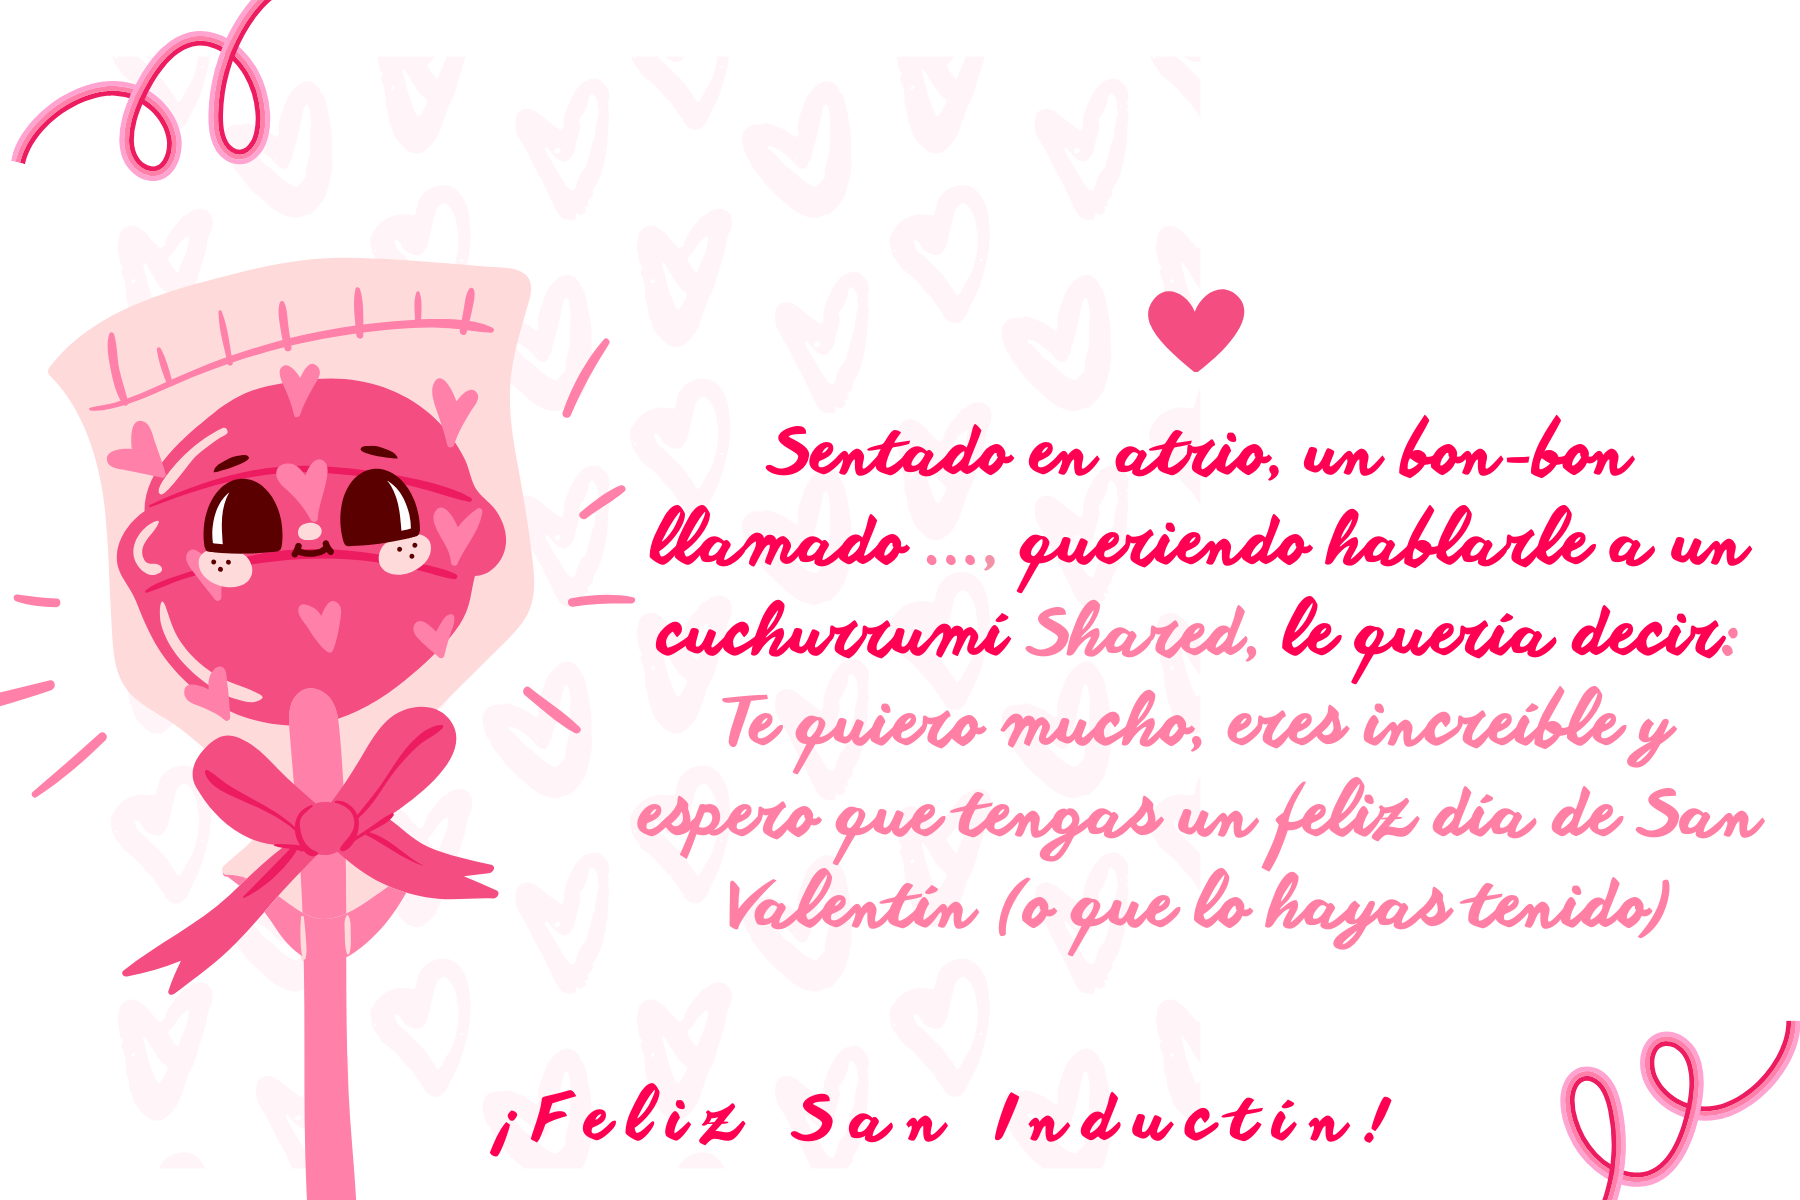 Sentado en atrio, un bon-bon
llamado ...., queriendo hablarle a un
cuchurrumí Shared, le quería decir:
Te quiero mucho, eres increíble y
espero que tengas un feliz día de San
Valentín (o que lo hayas tenido)
¡Feliz San Inductín!